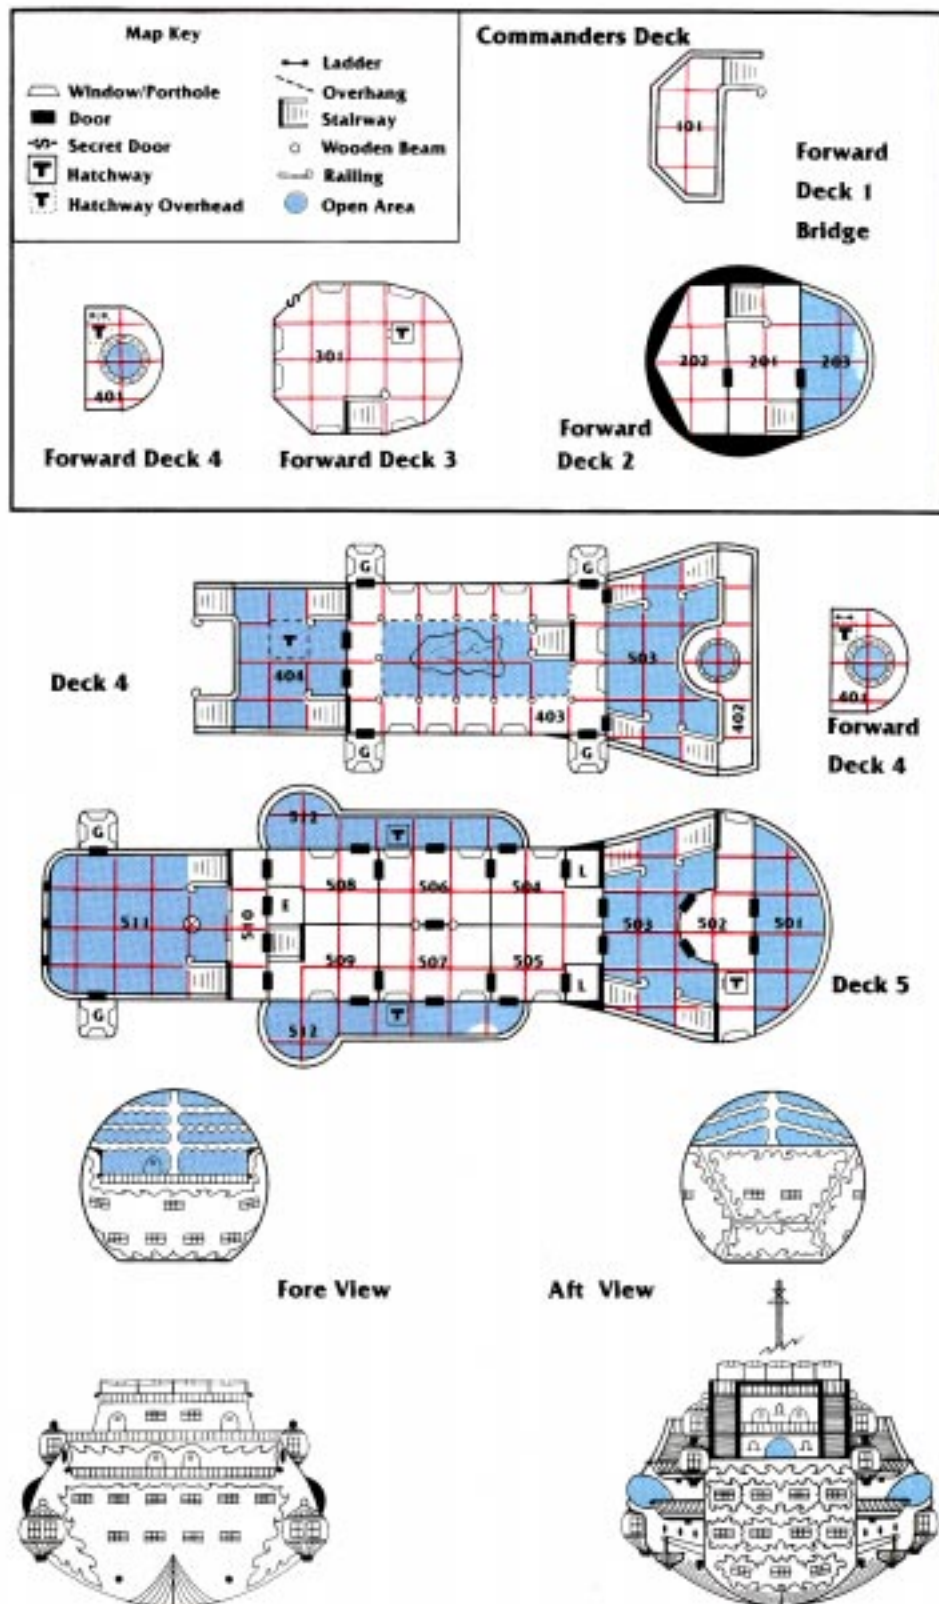 Map Key
Window/Porthole
Door
Secret Door
Hatchway
Hatchway Overhead
Ladder
Overhang
Stairway
Wooden Beam
Railing
Open Area
Commanders Deck
101
Forward
Deck 1
Bridge
401
Forward Deck 4
301
Forward Deck 3
202
201
203
Forward
Deck 2
Deck 4
G
G
404
403
503
402
G
G
401
Forward
Deck 4
G
512
511
510
E
508
506
504
L
509
507
505
L
503
502
501
G
512
Deck 5
Fore View
Aft View